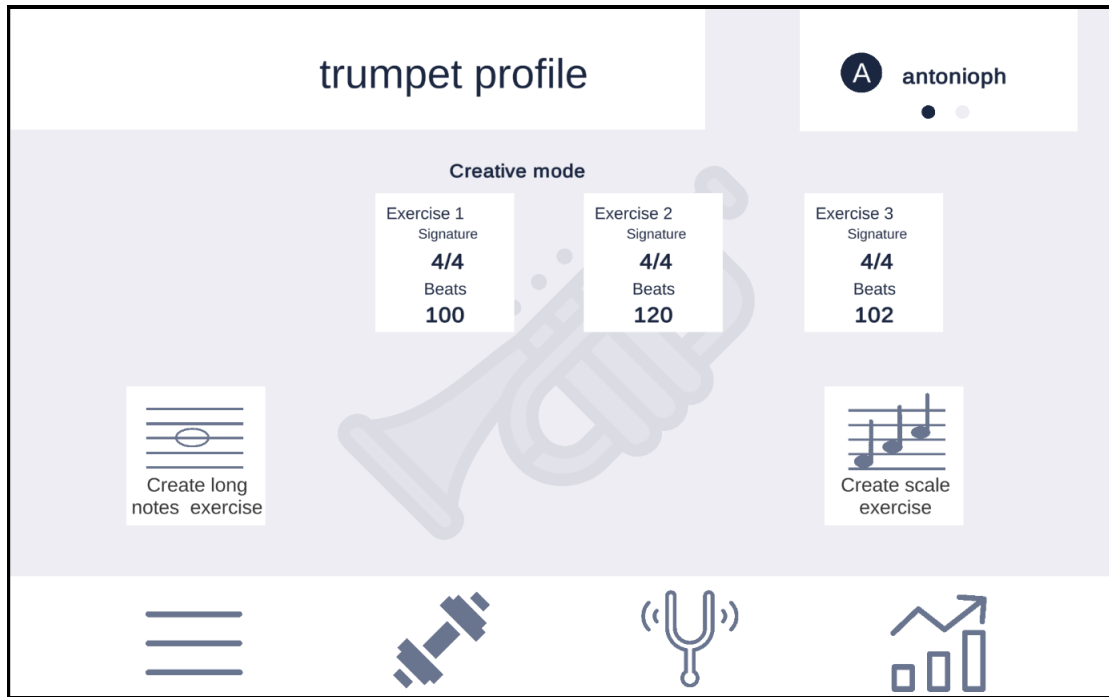 trumpet profile
A
antonioph
Creative mode
Exercise 1
Signature
4/4
Beats
100
Exercise 2
Signature
4/4
Beats
120
Exercise 3
Signature
4/4
Beats
102
Create long
notes exercise
Create scale
exercise